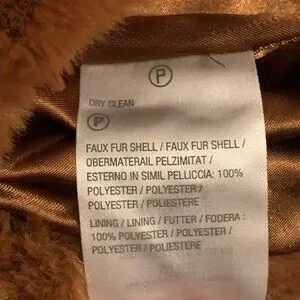 P
DRY CLEAN
P
FAUX FUR SHELL / FAUX FUR SHELL /
OBERMATERAIL PELZIMITAT /
ESTERNO IN SIMIL PELLICCIA: 100%
POLYESTER / POLYESTER /
POLYESTER / POLIESTERE
LINING / LINING / FUTTER / FODERA :
100% POLYESTER / POLYESTER /
POLYESTER / POLIESTERE